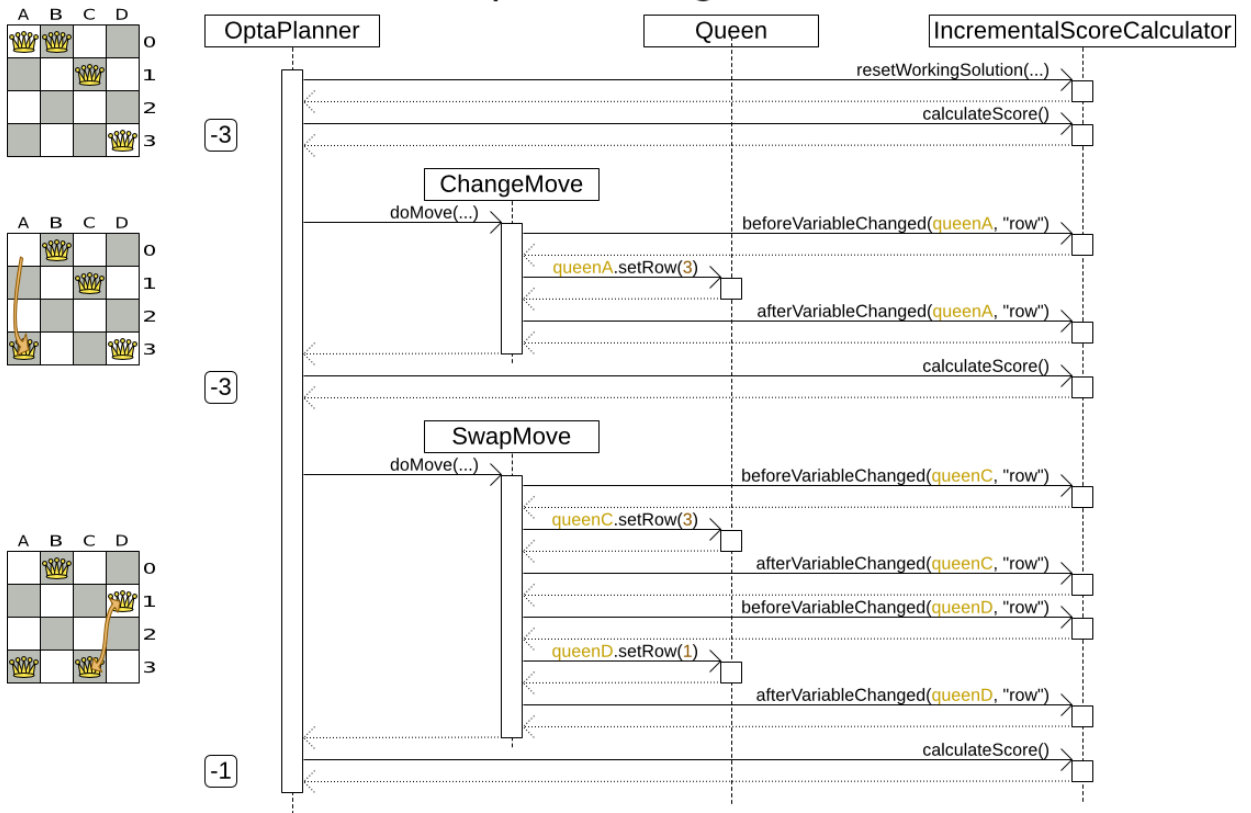 A B C D
0
1
2
3
OptaPlanner
Queen
IncrementalScoreCalculator
resetWorkingSolution(...)
calculateScore()
-3
ChangeMove
A B C D
0
1
2
3
doMove(...)
beforeVariableChanged(queenA, "row")
queenA.setRow(3)
afterVariableChanged(queenA, "row")
calculateScore()
-3
SwapMove
doMove(...)
beforeVariableChanged(queenC, "row")
queenC.setRow(3)
A B C D
0
1
2
3
afterVariableChanged(queenC, "row")
beforeVariableChanged(queenD, "row")
queenD.setRow(1)
afterVariableChanged(queenD, "row")
calculateScore()
-1